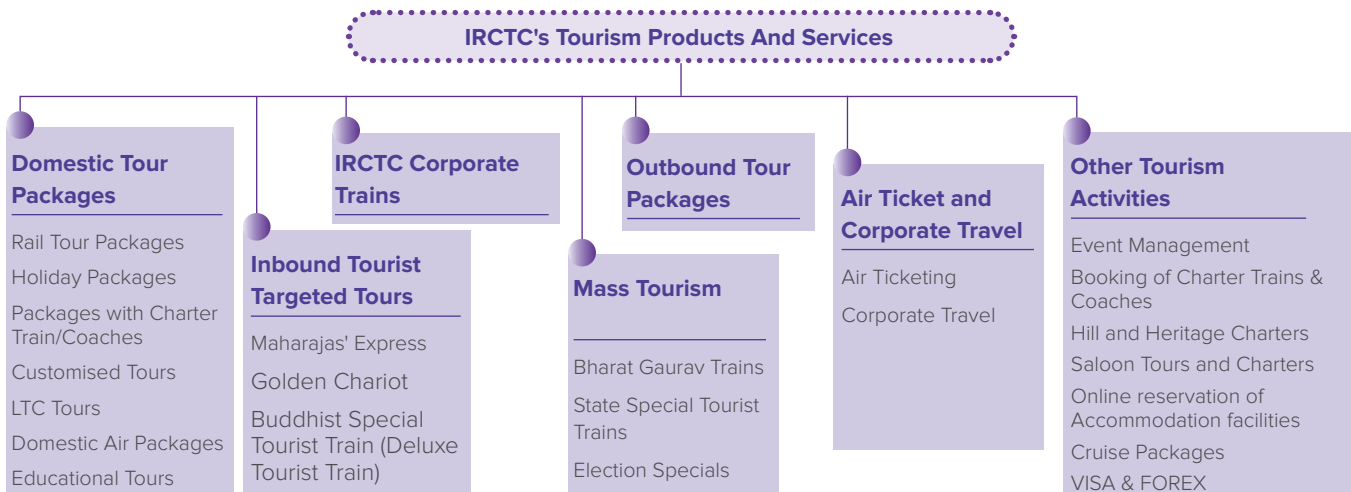 IRCTC's Tourism Products And Services
Domestic Tour
Packages
Rail Tour Packages
Holiday Packages
Packages with Charter
Train/Coaches
Customised Tours
LTC Tours
Domestic Air Packages
Educational Tours
Inbound Tourist
Targeted Tours
Maharajas' Express
Golden Chariot
Buddhist Special
Tourist Train (Deluxe
Tourist Train)
IRCTC Corporate
Trains
Mass Tourism
Bharat Gaurav Trains
State Special Tourist
Trains
Election Specials
Outbound Tour
Packages
Air Ticket and
Corporate Travel
Air Ticketing
Corporate Travel
Other Tourism
Activities
Event Management
Booking of Charter Trains &
Coaches
Hill and Heritage Charters
Saloon Tours and Charters
Online reservation of
Accommodation facilities
Cruise Packages
VISA & FOREX